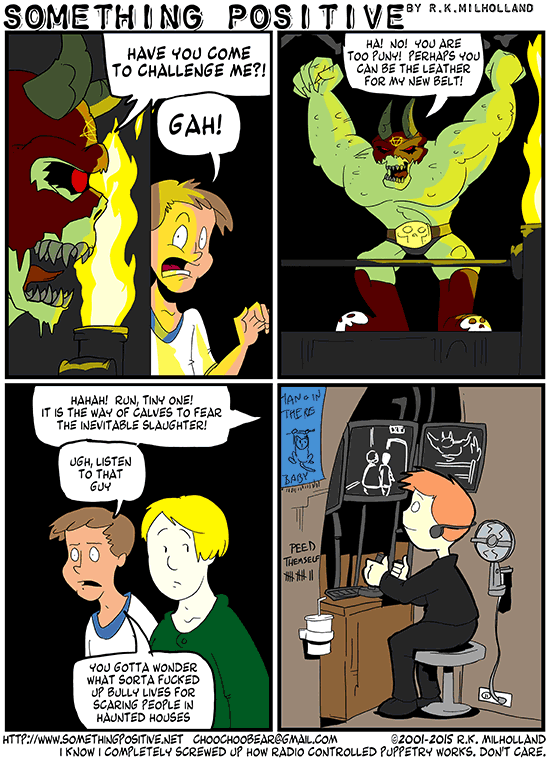 SOMETHING POSITIVE BY R.K.MILHOLLAND
HAVE YOU COME
TO CHALLENGE ME?!
GAH!
HA! NO! YOU ARE
TOO PUNY! PERHAPS YOU
CAN BE THE LEATHER
FOR MY NEW BELT!
HAHAH! RUN, TINY ONE!
IT IS THE WAY OF CALVES TO FEAR
THE INEVITABLE SLAUGHTER!
UGH, LISTEN
TO THAT
GUY
YOU GOTTA WONDER
WHAT SORTA FUCKED
UP BULLY LIVES FOR
SCARING PEOPLE IN
HAUNTED HOUSES
IN
THERE
BABY
PEED
THEMSELF
HTTP://WWW.SOMETHINGPOSITIVE.NET CHOOCHOOBEAR@GMAIL.COM ©2001-2015 R.K. MILHOLLAND
I KNOW I COMPLETELY SCREWED UP HOW RADIO CONTROLLED PUPPETRY WORKS. DON'T CARE.